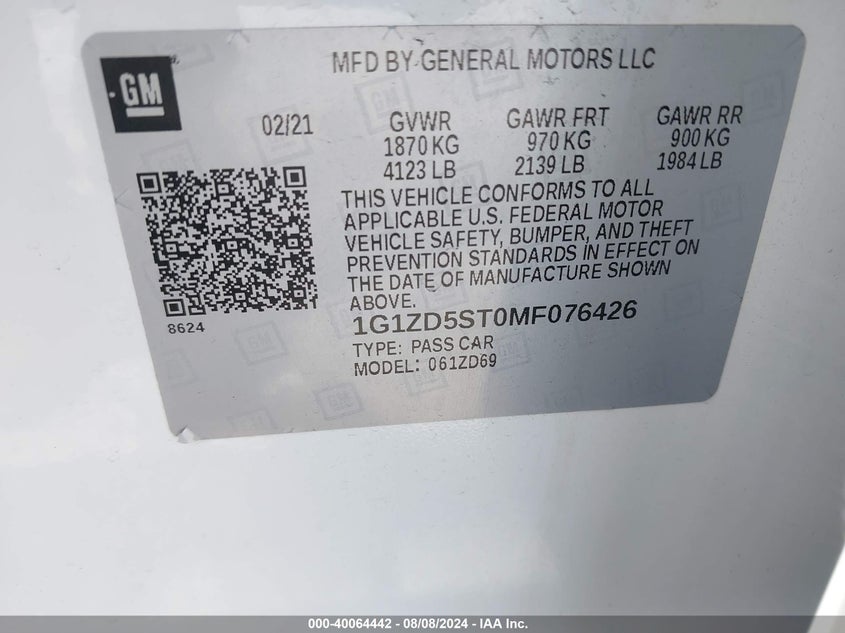 GM
MFD BY GENERAL MOTORS LLC
02/21
GVWR
1870 KG
4123 LB
GAWR FRT
970 KG
2139 LB
GAWR RR
900 KG
1984 LB
THIS VEHICLE CONFORMS TO ALL
APPLICABLE U.S. FEDERAL MOTOR
VEHICLE SAFETY, BUMPER, AND THEFT
PREVENTION STANDARDS IN EFFECT ON
THE DATE OF MANUFACTURE SHOWN
ABOVE.
8624
1G1ZD5ST0MF076426
TYPE: PASS CAR
MODEL: 061ZD69
000-40064442 - 08/08/2024 - IAA Inc.